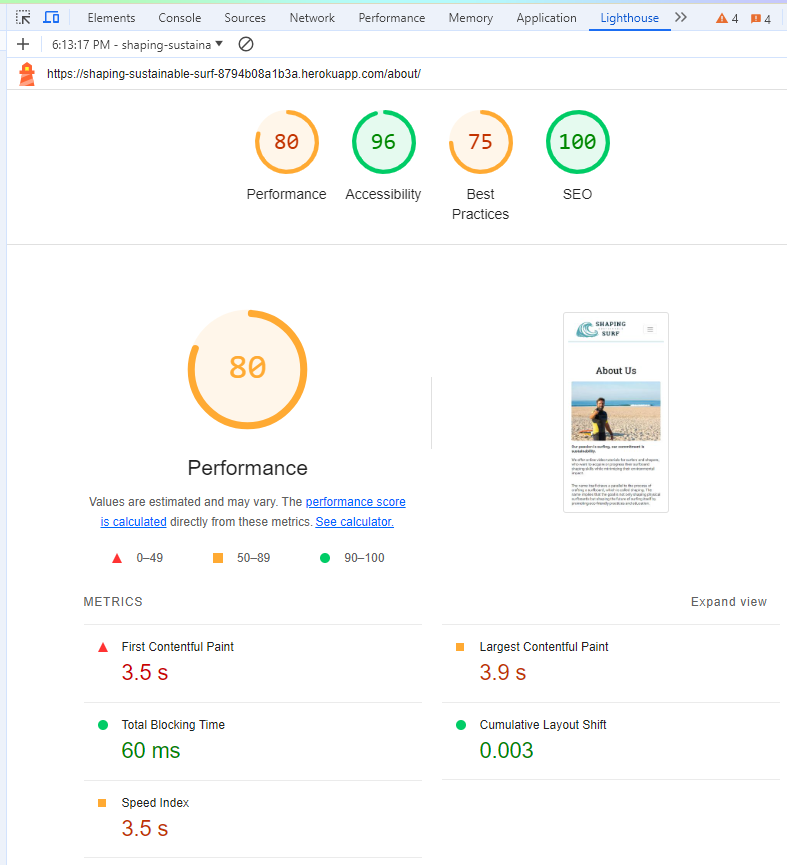 Elements Console Sources Network Performance Memory Application Lighthouse 4 4
6:13:17 PM - shaping-sustaina
https://shaping-sustainable-surf-8794b08a1b3a.herokuapp.com/about/
80 96 75 100
Performance Accessibility Best Practices SEO
80
Performance
Values are estimated and may vary. The performance score
is calculated directly from these metrics. See calculator.
0–49 50–89 90–100
SHAPING
SURF
About Us
Our passion is surfing, our commitment is
sustainability.
METRICS Expand view
First Contentful Paint
3.5 s
Largest Contentful Paint
3.9 s
Total Blocking Time
60 ms
Cumulative Layout Shift
0.003
Speed Index
3.5 s